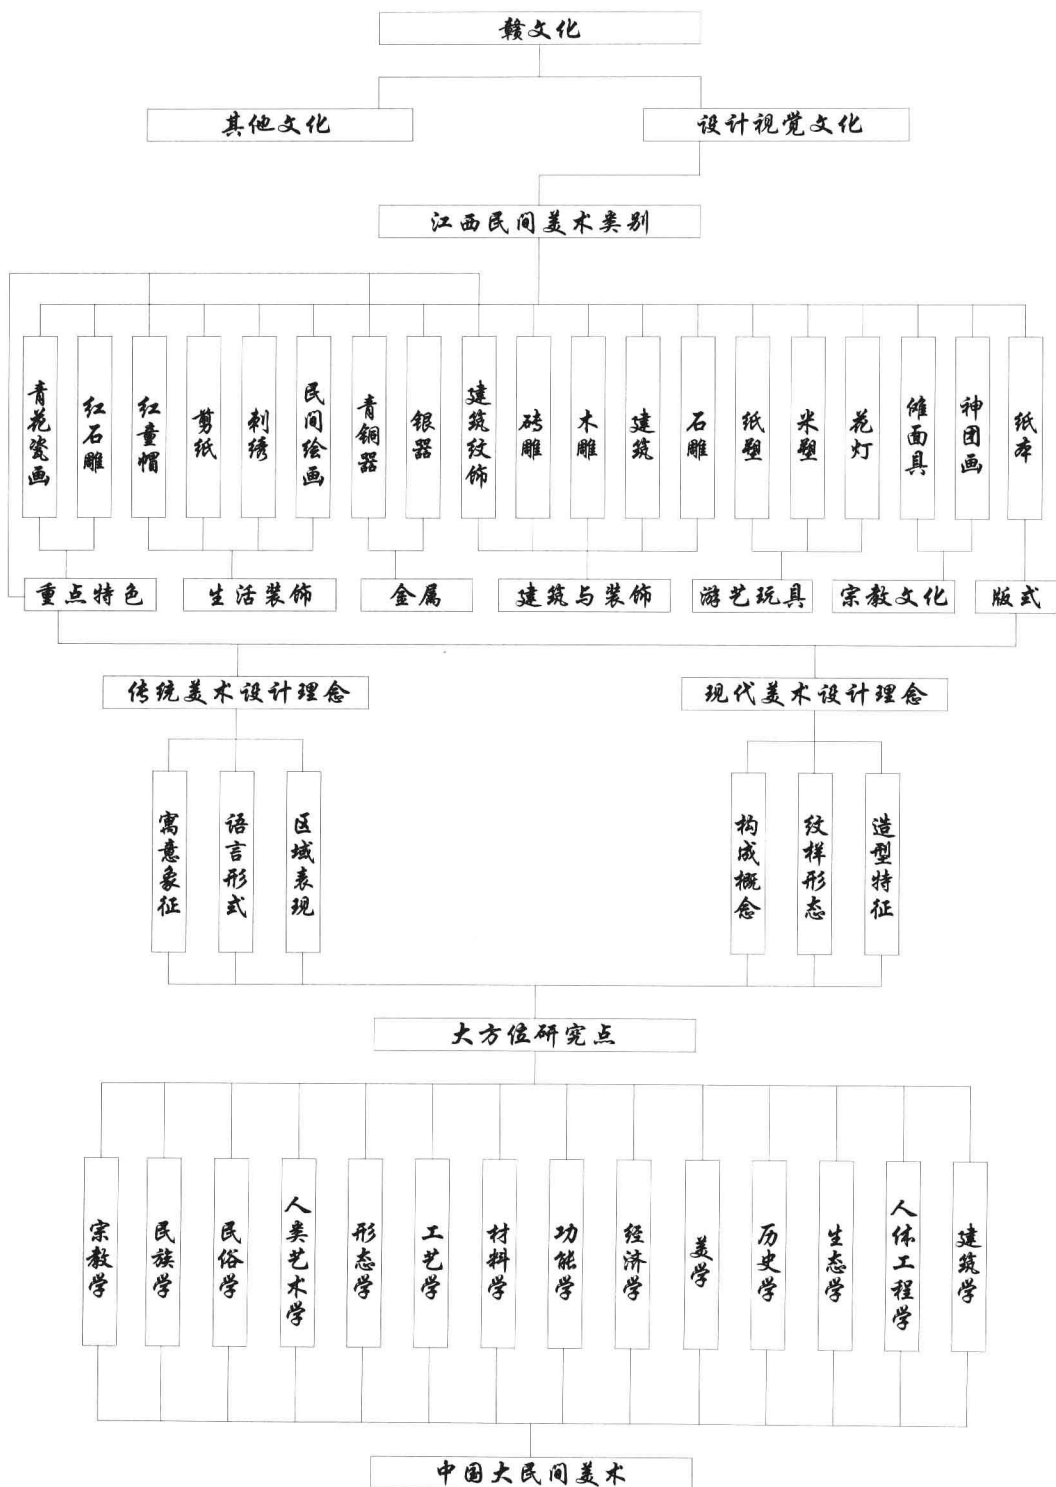 赣文化
其他文化
设计视觉文化
江西民间美术类别
青花瓷画
红石雕
红童帽
剪纸
刺绣
民间绘画
青铜器
银器
建筑纹饰
砖雕
木雕
建筑
石雕
纸塑
米塑
花灯
傩面具
神团画
纸本
重点特色
生活装饰
金属
建筑与装饰
游艺玩具
宗教文化
版式
传统美术设计理念
现代美术设计理念
寓意象征
语言形式
区域表现
构成概念
纹样形态
造型特征
大方位研究点
宗教学
民族学
民俗学
人类艺术学
形态学
工艺学
材料学
功能学
经济学
美学
历史学
生态学
人体工程学
建筑学
中国大民间美术